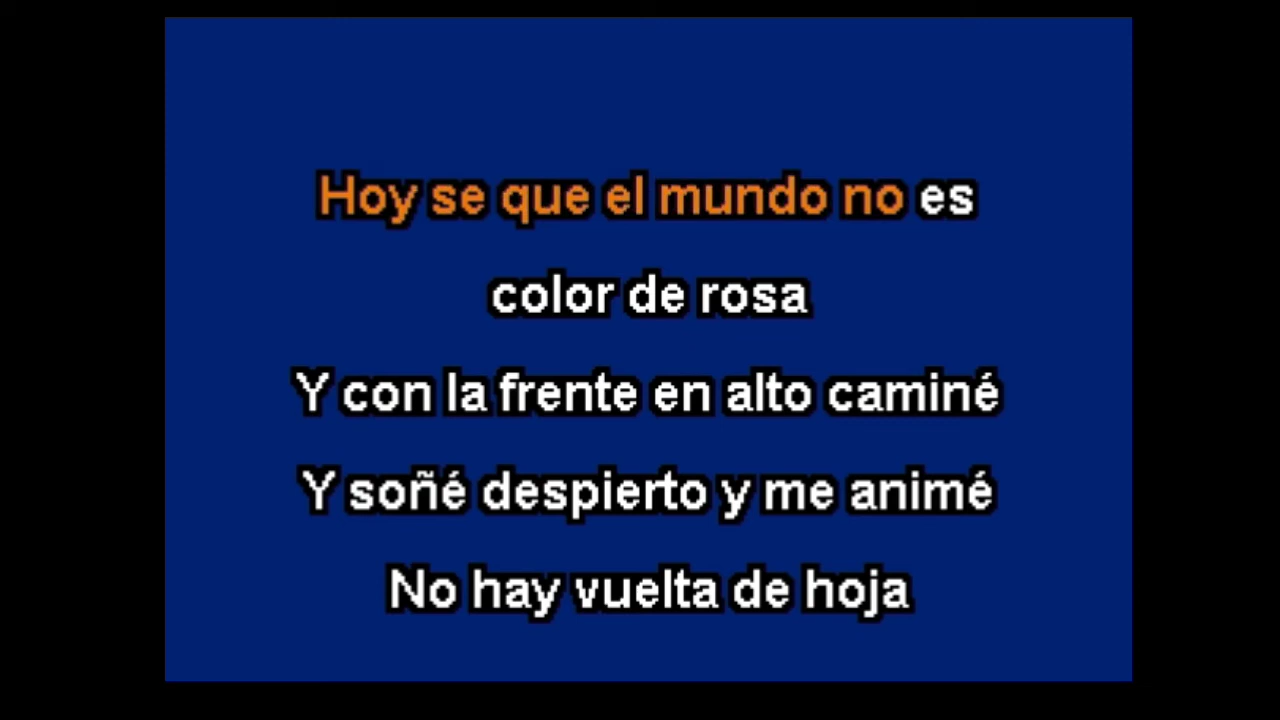 Hoy se que el mundo no es
color de rosa
Y con la frente en alto caminé
Y soñé despierto y me animé
No hay vuelta de hoja